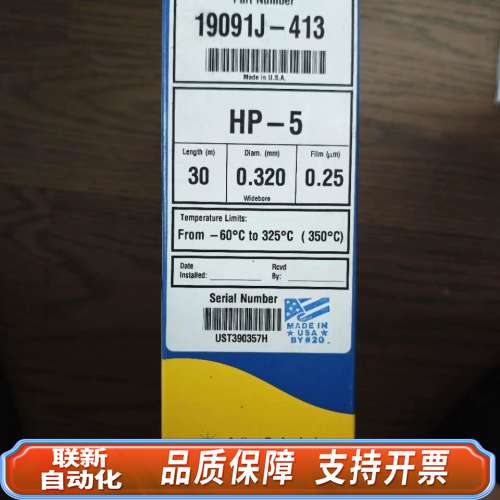 Part Number
19091J-413
Made in U.S.A.
HP-5
Length (m) Diam. (mm) Film (μm)
30 0.320 0.25
Widebore
Temperature Limits:
From -60°C to 325°C (350°C)
Date Installed: Rcvd By:
Serial Number
UST390357H
MADE IN
USA
BY #20
联新
自动化
品质保障 支持开票